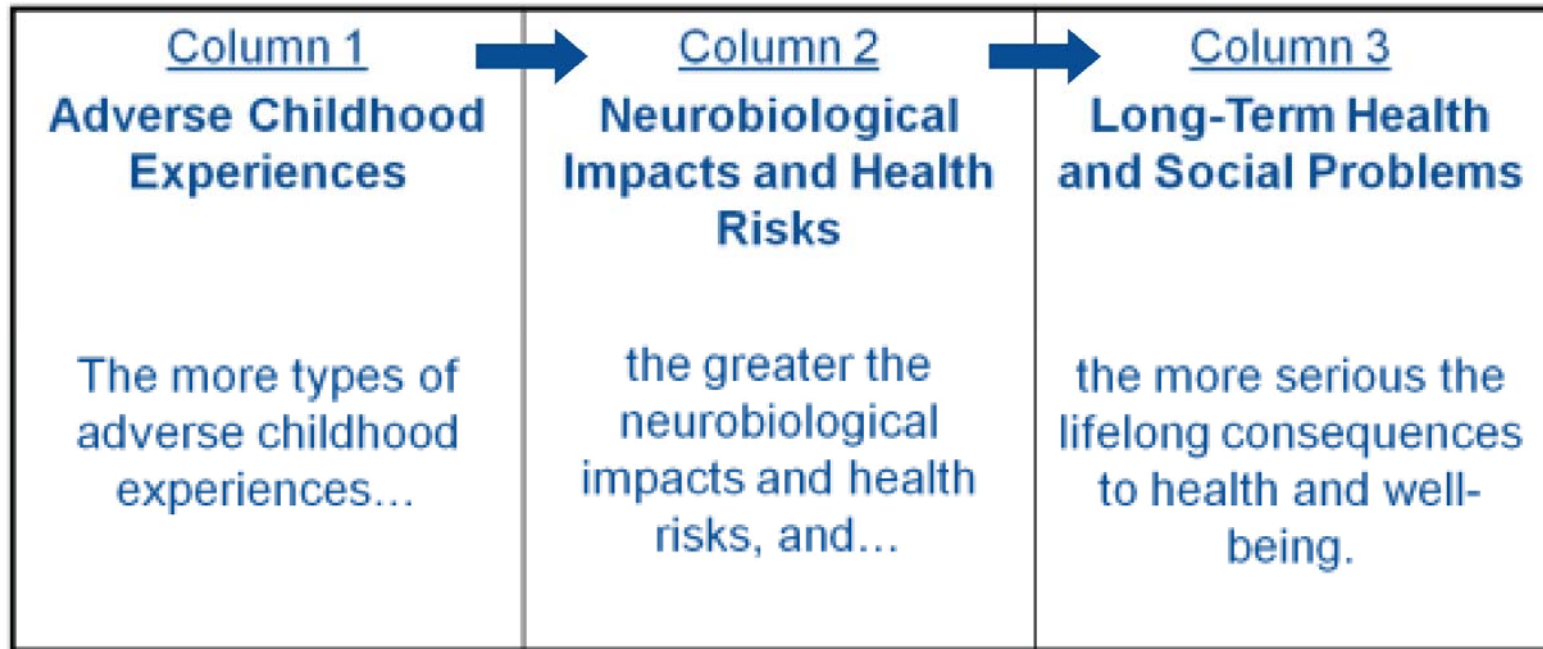 Column 1
Adverse Childhood
Experiences
The more types of
adverse childhood
experiences…
Column 2
Neurobiological
Impacts and Health
Risks
the greater the
neurobiological
impacts and health
risks, and…
Column 3
Long-Term Health
and Social Problems
the more serious the
lifelong consequences
to health and well-
being.